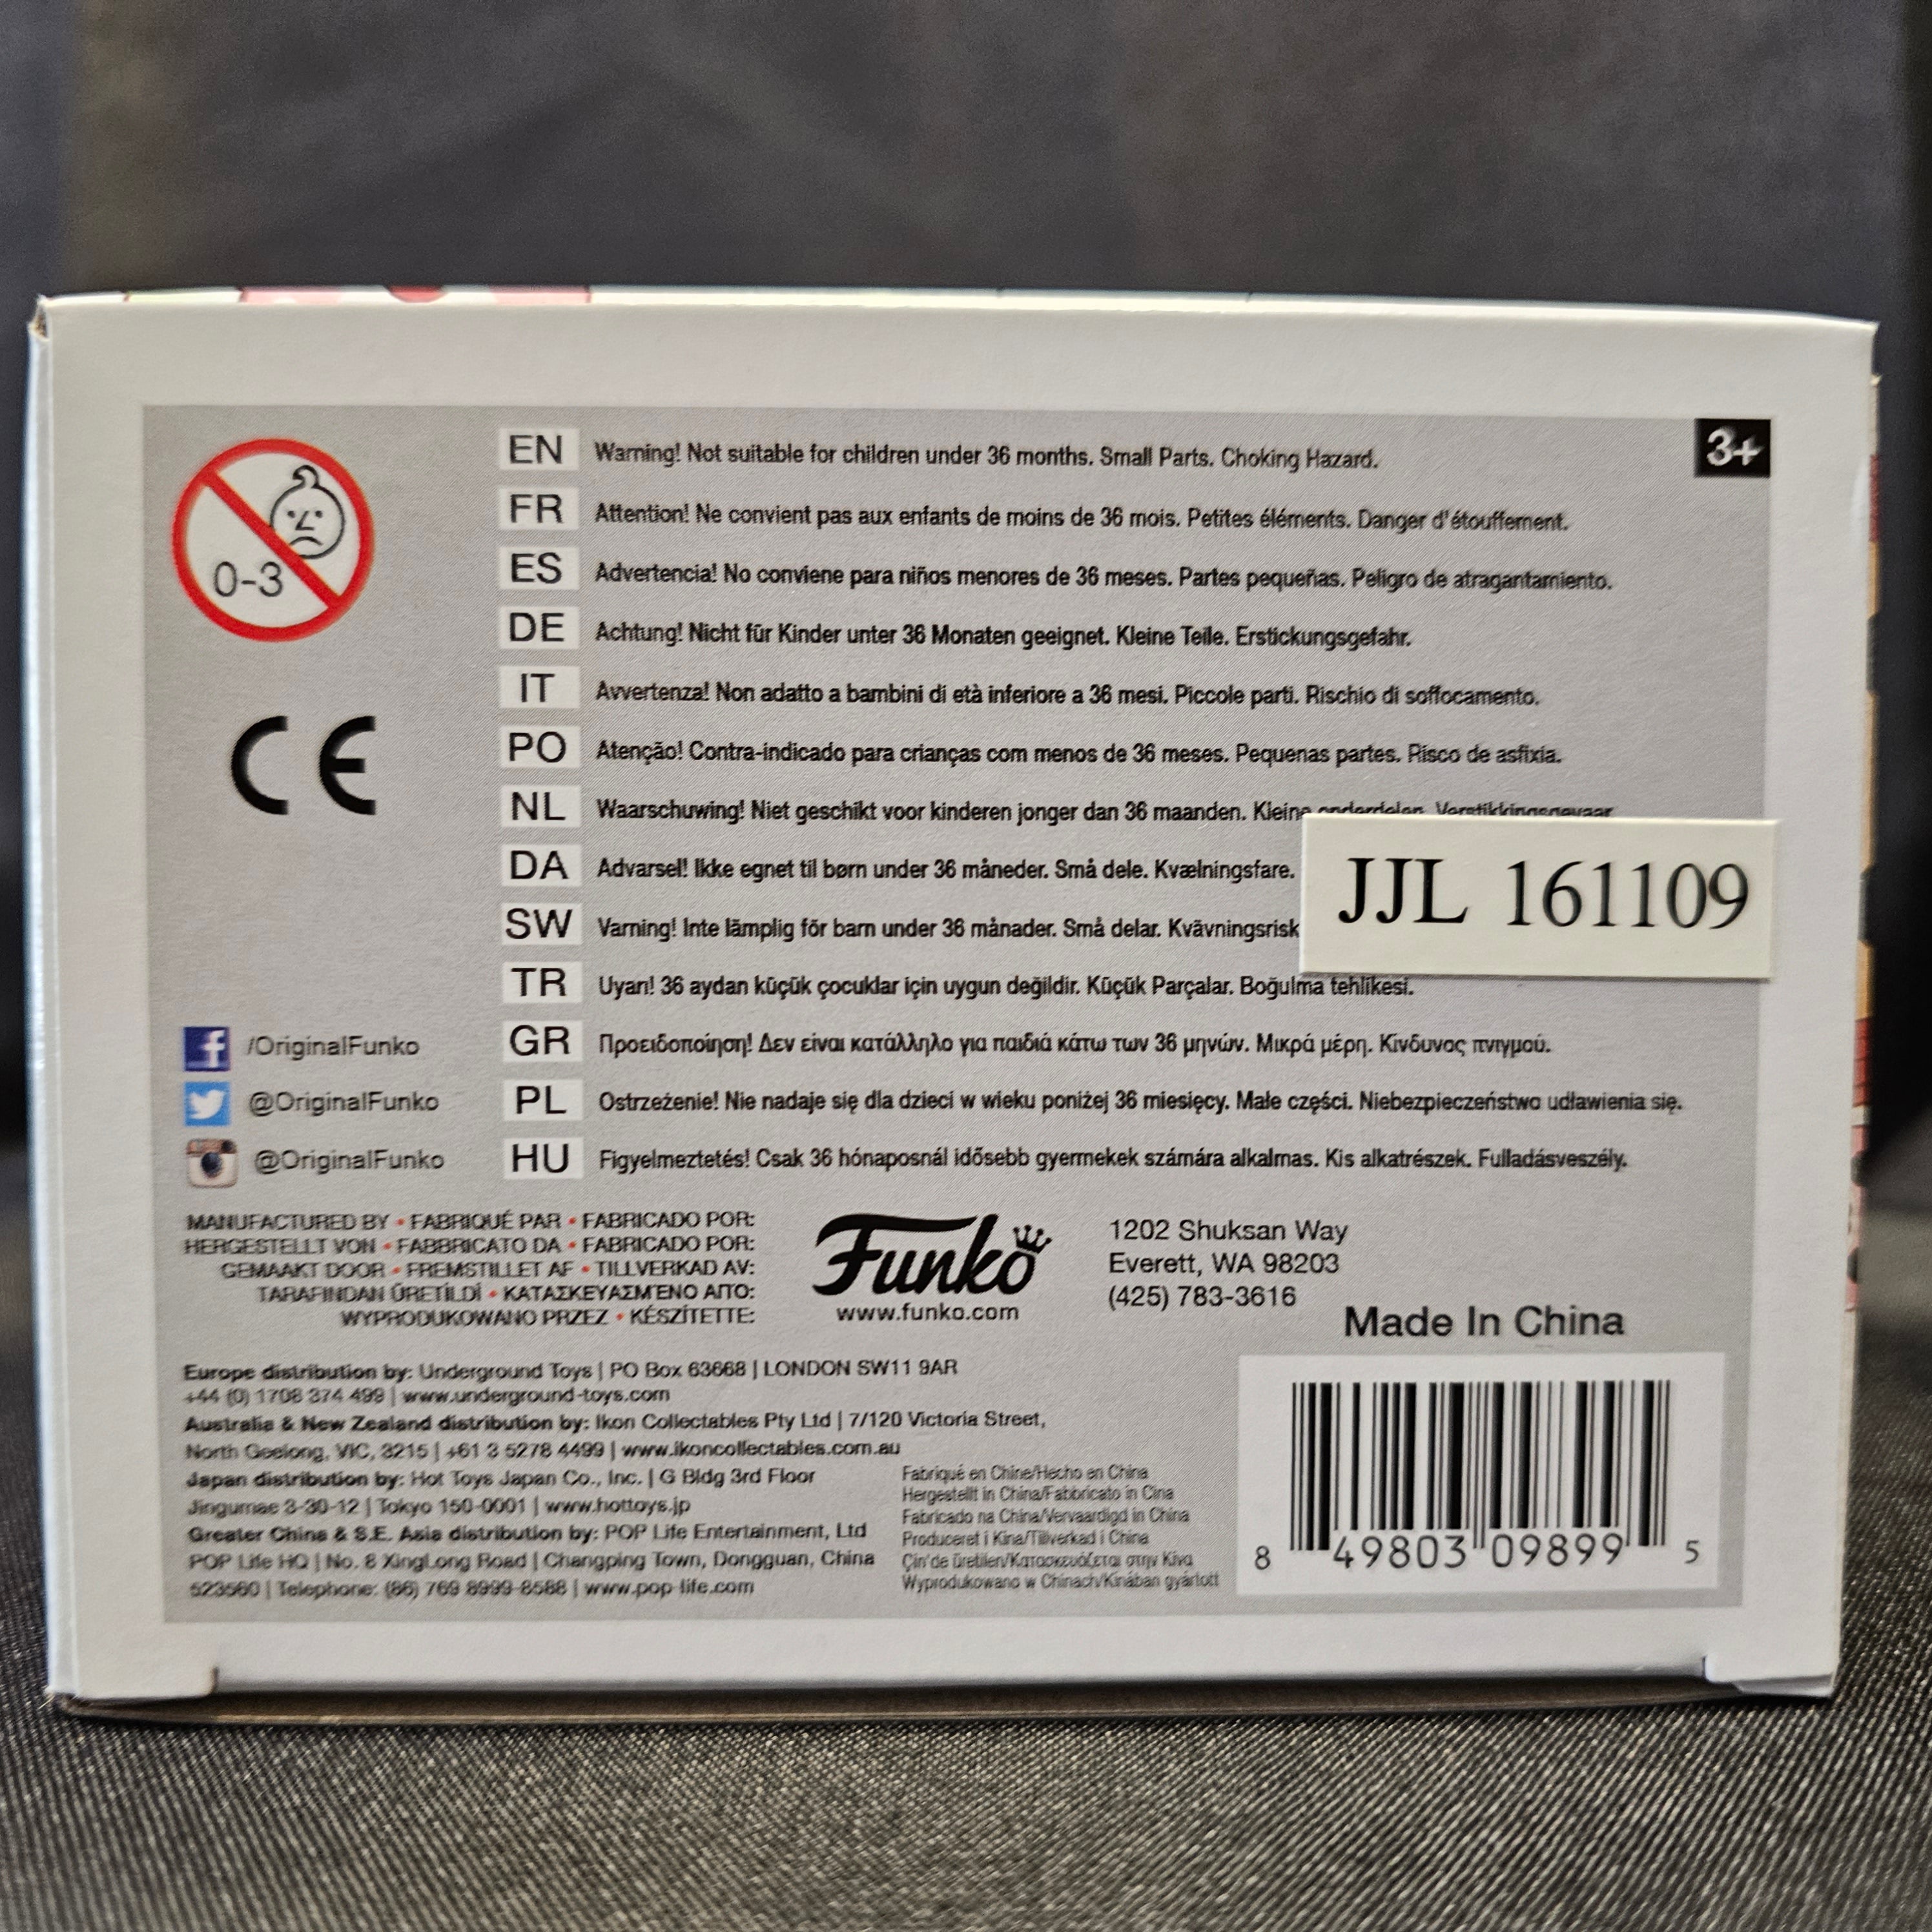 3+
0-3
CE
EN Warning! Not suitable for children under 36 months. Small Parts. Choking Hazard.
FR Attention! Ne convient pas aux enfants de moins de 36 mois. Petites éléments. Danger d'étouffement.
ES Advertencia! No conviene para niños menores de 36 meses. Partes pequeñas. Peligro de atragantamiento.
DE Achtung! Nicht für Kinder unter 36 Monaten geeignet. Kleine Teile. Erstickungsgefahr.
IT Avvertenza! Non adatto a bambini di età inferiore a 36 mesi. Piccole parti. Rischio di soffocamento.
PO Atenção! Contra-indicado para crianças com menos de 36 meses. Pequenas partes. Risco de asfixia.
NL Waarschuwing! Niet geschikt voor kinderen jonger dan 36 maanden. Kleine onderdelen. Verstikkingsgevaar
DA Advarsel! Ikke egnet til børn under 36 måneder. Små dele. Kvælningsfare.
SW Varning! Inte lämplig för barn under 36 månader. Små delar. Kvävningsrisk
JJL 161109
TR Uyarı! 36 aydan küçük çocuklar için uygun değildir. Küçük Parçalar. Boğulma tehlikesi.
GR Προειδοποίηση! Δεν είναι κατάλληλο για παιδιά κάτω των 36 μηνών. Μικρά μέρη. Κίνδυνος πνιγμού.
PL Ostrzeżenie! Nie nadaje się dla dzieci w wieku poniżej 36 miesięcy. Małe części. Niebezpieczeństwo udławienia się.
HU Figyelmeztetés! Csak 36 hónaposnál idősebb gyermekek számára alkalmas. Kis alkatrészek. Fulladásveszély.
/OriginalFunko
@OriginalFunko
@OriginalFunko
MANUFACTURED BY • FABRIQUÉ PAR • FABRICADO POR:
HERGESTELLT VON • FABBRICATO DA • FABRICADO POR:
GEMAAKT DOOR • FREMSTILLET AF • TILLVERKAD AV:
TARAFINDAN ÜRETİLDİ • ΚΑΤΑΣΚΕΥΑΣΜΈΝΟ ΑΠΌ:
WYPRODUKOWANO PRZEZ • KÉSZÍTETTE:
Funko
www.funko.com
1202 Shuksan Way
Everett, WA 98203
(425) 783-3616
Made In China
Europe distribution by: Underground Toys | PO Box 63668 | LONDON SW11 9AR
+44 (0) 1708 374 499 | www.underground-toys.com
Australia & New Zealand distribution by: Ikon Collectables Pty Ltd | 7/120 Victoria Street,
North Geelong, VIC, 3215 | +61 3 5278 4499 | www.ikoncollectables.com.au
Japan distribution by: Hot Toys Japan Co., Inc. | G Bldg 3rd Floor
Jingumae 3-30-12 | Tokyo 150-0001 | www.hottoys.jp
Greater China & S.E. Asia distribution by: POP Life Entertainment, Ltd
POP Life HQ | No. 8 XingLong Road | Changping Town, Dongguan, China
523560 | Telephone: (86) 769 8999-8588 | www.pop-life.com
Fabriqué en Chine/Hecho en China
Hergestellt in China/Fabbricato in Cina
Fabricado na China/Vervaardigd in China
Produceret i Kina/Tillverkad i China
Çin'de üretilen/Κατασκευάζεται στην Κίνα
Wyprodukowano w Chinach/Kínában gyártott
8 49803 09899 5